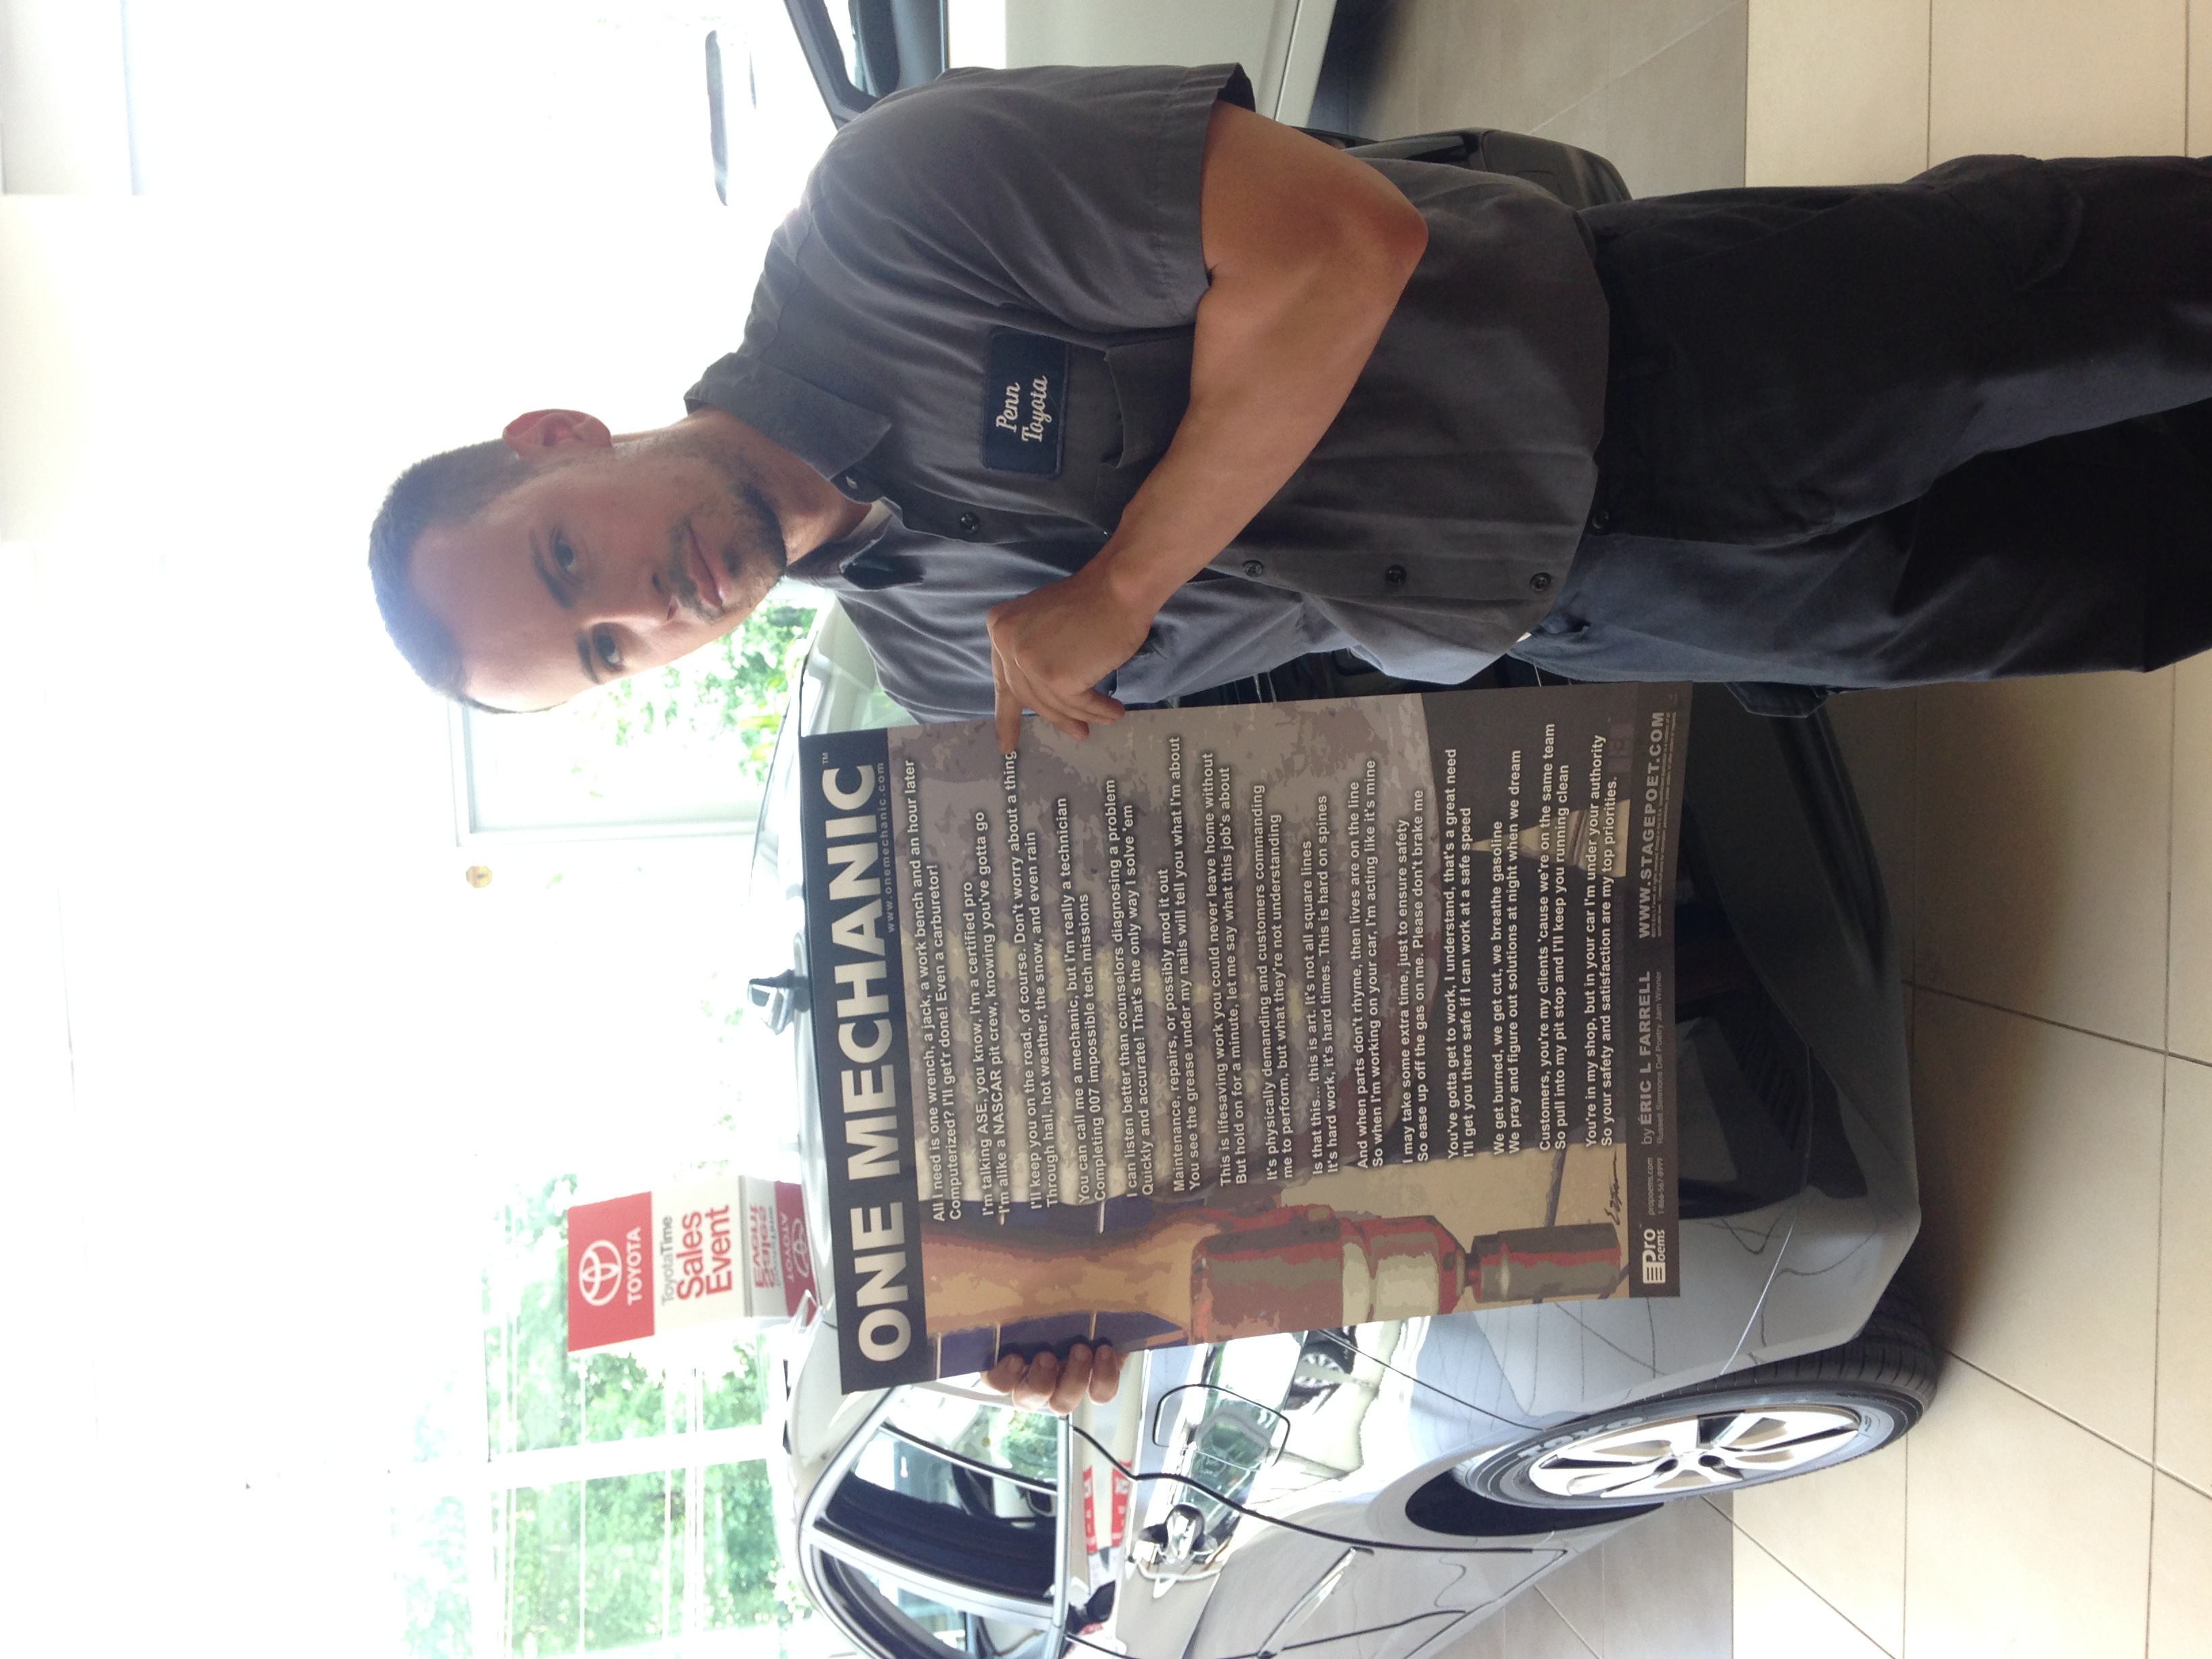 ONE MECHANIC™
www.onemechanic.com
All I need is one wrench, a jack, a work bench and an hour later
Computerized? I'll get'r done! Even a carburetor!
I'm talking ASE, you know, I'm a certified pro
I'm alike a NASCAR pit crew, knowing you've gotta go
I'll keep you on the road, of course. Don't worry about a thing
Through hail, hot weather, the snow, and even rain
You can call me a mechanic, but I'm really a technician
Completing 007 impossible tech missions
I can listen better than counselors diagnosing a problem
Quickly and accurate! That's the only way I solve 'em
Maintenance, repairs, or possibly mod it out
You see the grease under my nails will tell you what I'm about
This is lifesaving work you could never leave home without
But hold on for a minute, let me say what this job's about
It's physically demanding and customers commanding
me to perform, but what they're not understanding
Is that this... this is art. It's not all square lines
It's hard work, it's hard times. This is hard on spines
And when parts don't rhyme, then lives are on the line
So when I'm working on your car, I'm acting like it's mine
I may take some extra time, just to ensure safety
So ease up off the gas on me. Please don't brake me
You've gotta get to work, I understand, that's a great need
I'll get you there safe if I can work at a safe speed
We get burned, we get cut, we breathe gasoline
We pray and figure out solutions at night when we dream
Customers, you're my clients 'cause we're on the same team
So pull into my pit stop and I'll keep you running clean
You're in my shop, but in your car I'm under your authority
So your safety and satisfaction are my top priorities.
Pro Poems
propoems.com
1-866-567-8999
by ÉRIC L FARRELL
Russell Simmons Def Poetry Jam Winner
WWW.STAGEPOET.COM
Penn
Toyota
TOYOTA
ToyotaTime
Sales
Event